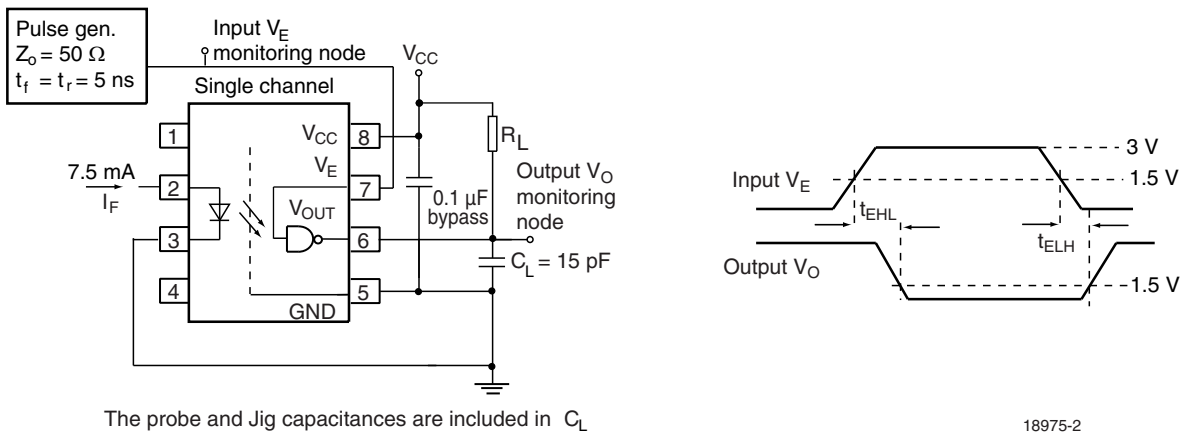 Pulse gen.
Zo = 50 Ω
tf = tr = 5 ns
Input VE
monitoring node
VCC
Single channel
1
VCC
8
RL
VE
7.5 mA
IF
2
7
Output VO
monitoring
node
0.1 µF
bypass
VOUT
3
6
CL = 15 pF
4
5
GND
The probe and Jig capacitances are included in CL
3 V
Input VE
1.5 V
tEHL
tELH
Output VO
1.5 V
18975-2